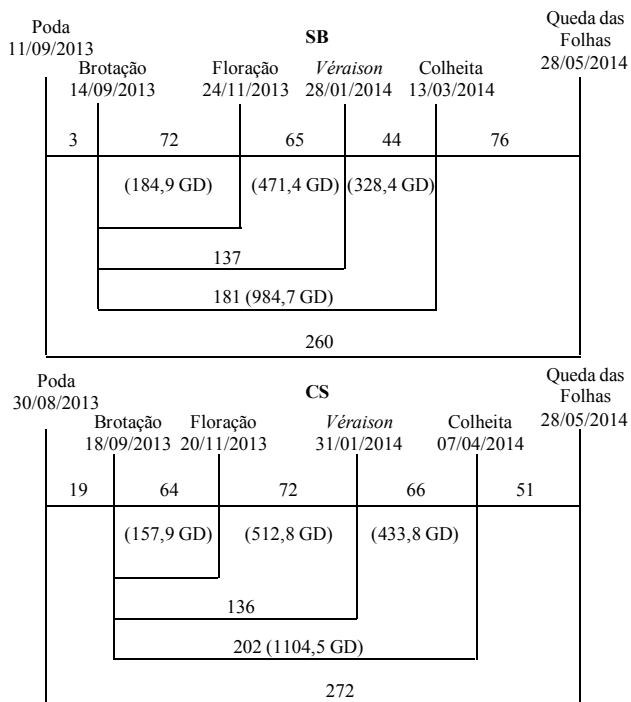 Poda
11/09/2013
SB
Queda das
Folhas
28/05/2014
Brotação
14/09/2013
Floração
24/11/2013
Véraison
28/01/2014
Colheita
13/03/2014
3
72
65
44
76
(184,9 GD)
(471,4 GD)
(328,4 GD)
137
181 (984,7 GD)
260
Poda
30/08/2013
CS
Queda das
Folhas
28/05/2014
Brotação
18/09/2013
Floração
20/11/2013
Véraison
31/01/2014
Colheita
07/04/2014
19
64
72
66
51
(157,9 GD)
(512,8 GD)
(433,8 GD)
136
202 (1104,5 GD)
272